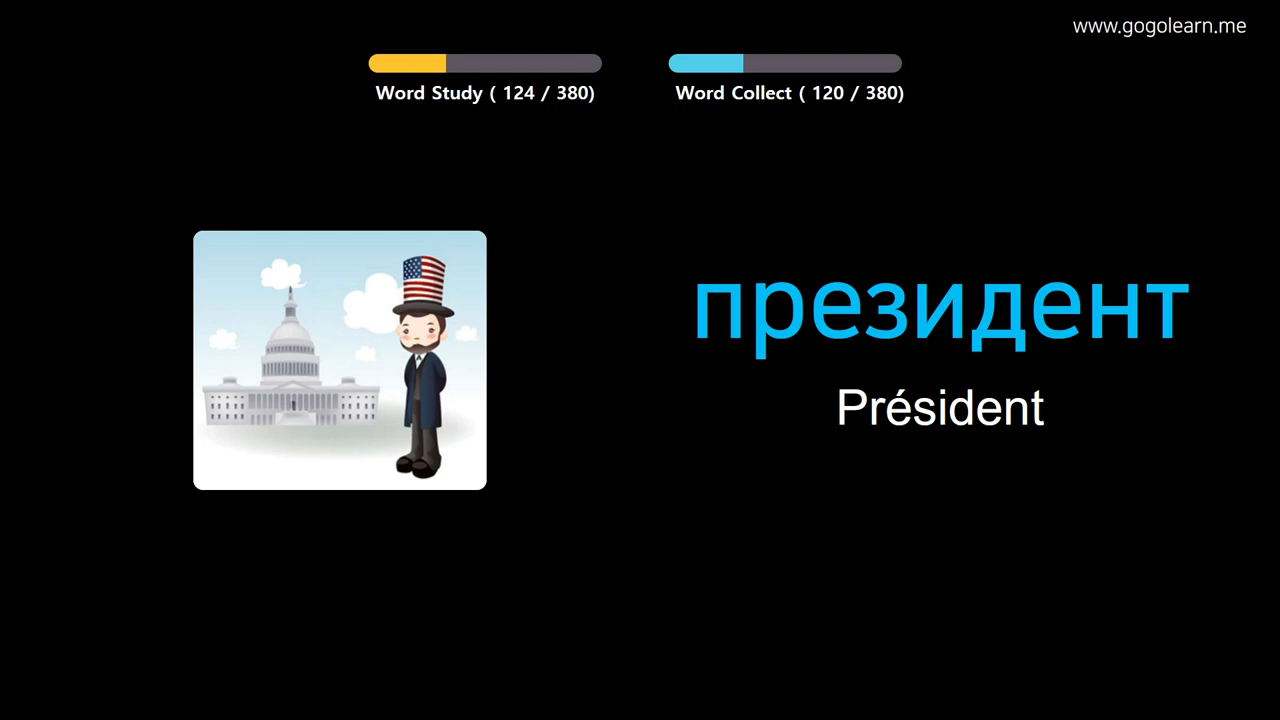 www.gogolearn.me
Word Study ( 124 / 380)
Word Collect ( 120 / 380)
президент
Président